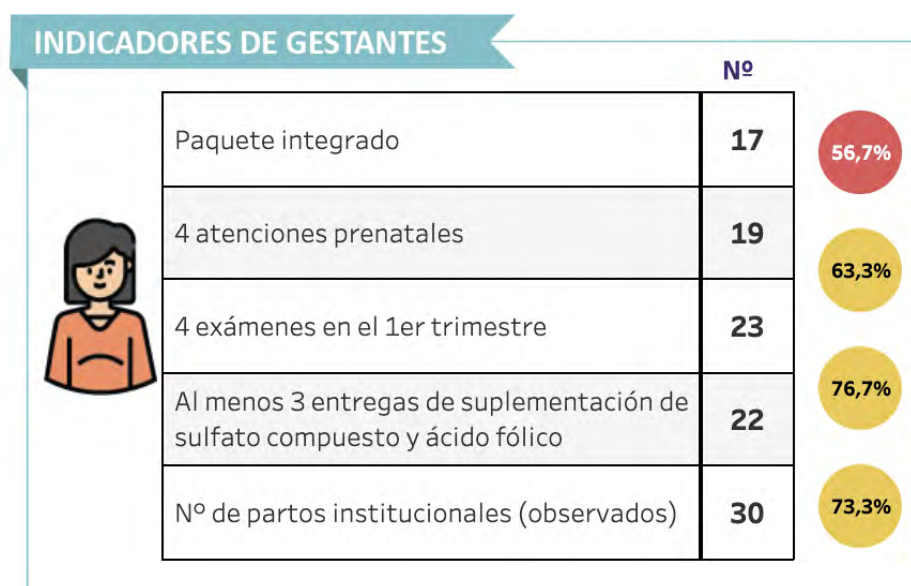 INDICADORES DE GESTANTES
Nº
Paquete integrado 17 56,7%
4 atenciones prenatales 19 63,3%
4 exámenes en el 1er trimestre 23 76,7%
Al menos 3 entregas de suplementación de
sulfato compuesto y ácido fólico 22 73,3%
Nº de partos institucionales (observados) 30